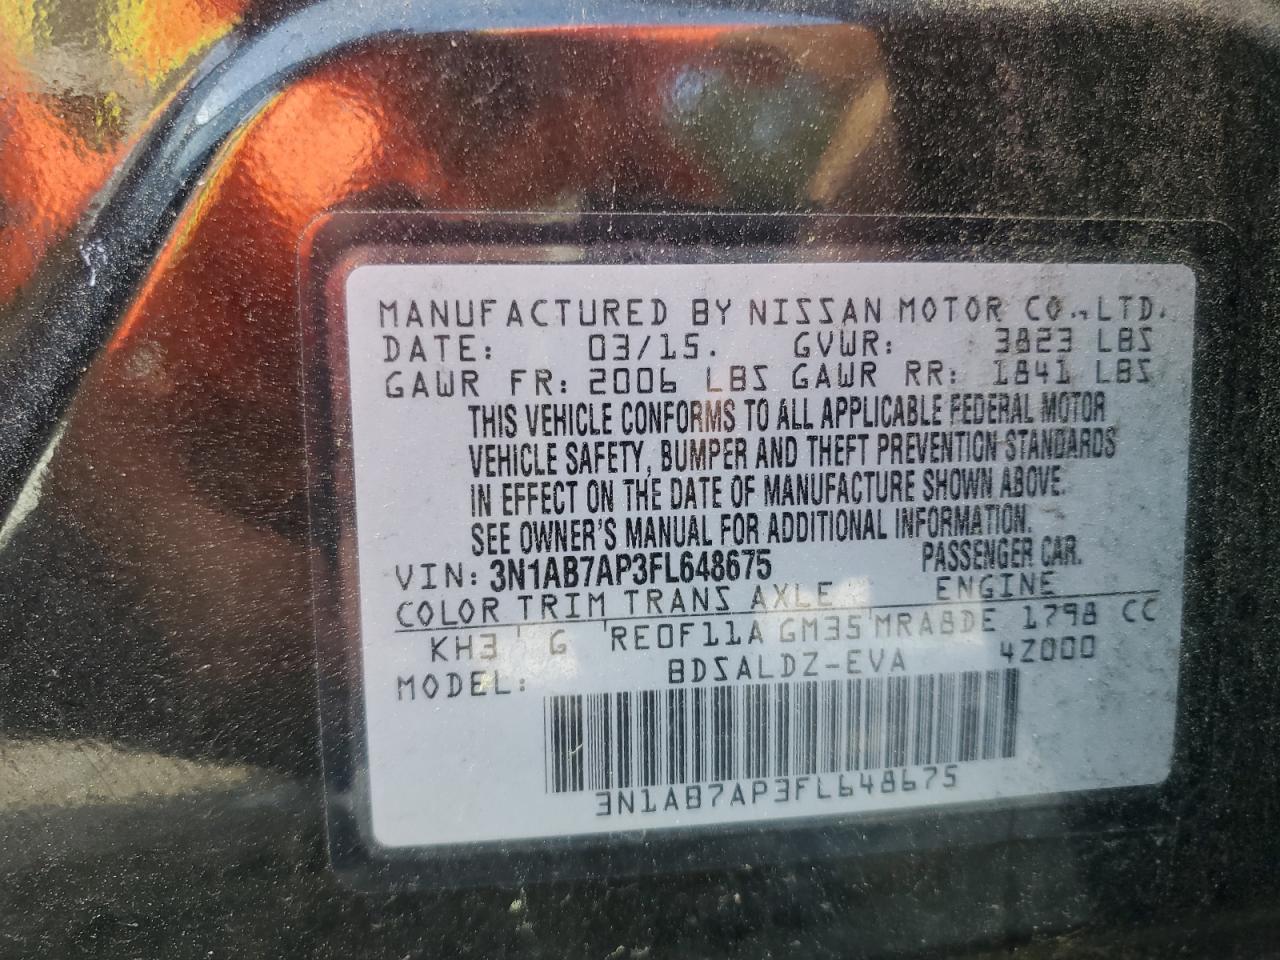 MANUFACTURED BY NISSAN MOTOR CO.,LTD.
DATE: 03/15. GVWR: 3823 LBS
GAWR FR: 2006 LBS GAWR RR: 1841 LBS
THIS VEHICLE CONFORMS TO ALL APPLICABLE FEDERAL MOTOR
VEHICLE SAFETY, BUMPER AND THEFT PREVENTION STANDARDS
IN EFFECT ON THE DATE OF MANUFACTURE SHOWN ABOVE.
SEE OWNER'S MANUAL FOR ADDITIONAL INFORMATION.
VIN: 3N1AB7AP3FL648675 PASSENGER CAR.
COLOR TRIM TRANS AXLE ENGINE
KH3 G RE0F11A GM35 MRA8DE 1798 CC
MODEL: BDSALDZ-EVA 4Z000
3N1AB7AP3FL648675